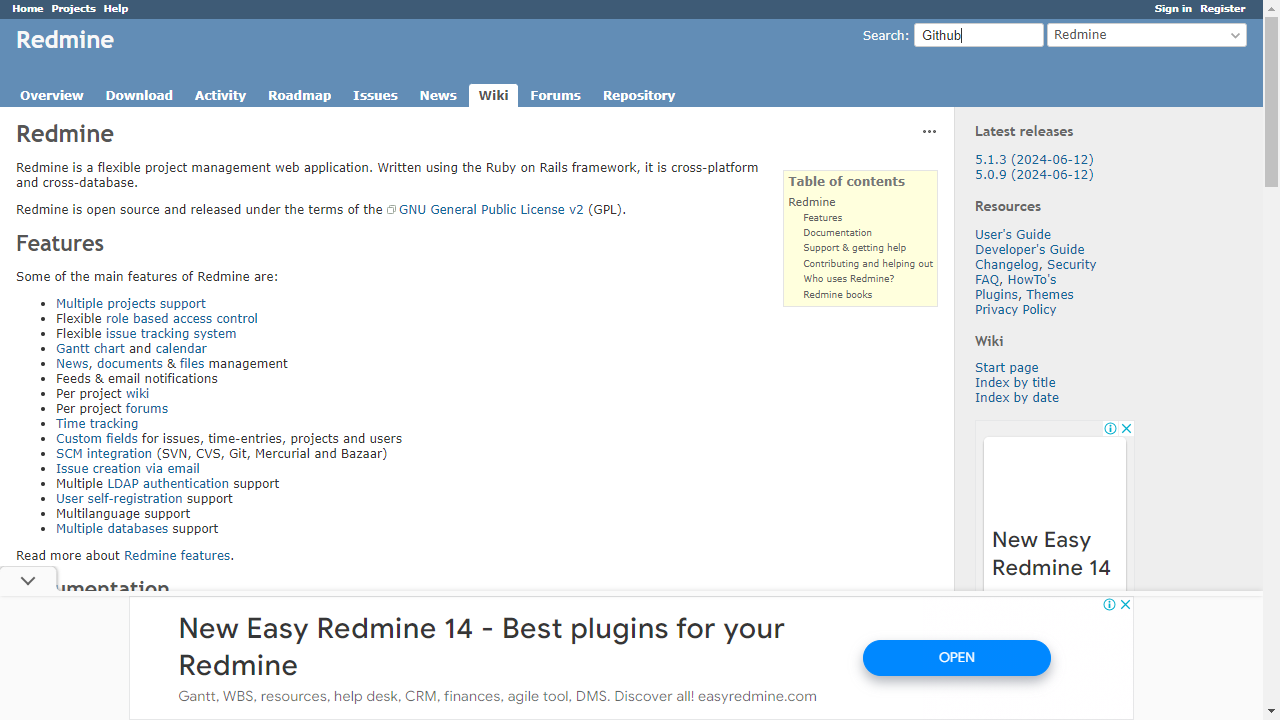 Home Projects Help
Sign in Register
Redmine
Search: Github
Redmine
Overview Download Activity Roadmap Issues News Wiki Forums Repository
Redmine
Redmine is a flexible project management web application. Written using the Ruby on Rails framework, it is cross-platform
and cross-database.
Redmine is open source and released under the terms of the GNU General Public License v2 (GPL).
Table of contents
Redmine
Features
Documentation
Support & getting help
Contributing and helping out
Who uses Redmine?
Redmine books
Features
Some of the main features of Redmine are:
Multiple projects support
Flexible role based access control
Flexible issue tracking system
Gantt chart and calendar
News, documents & files management
Feeds & email notifications
Per project wiki
Per project forums
Time tracking
Custom fields for issues, time-entries, projects and users
SCM integration (SVN, CVS, Git, Mercurial and Bazaar)
Issue creation via email
Multiple LDAP authentication support
User self-registration support
Multilanguage support
Multiple databases support
Read more about Redmine features.
Latest releases
5.1.3 (2024-06-12)
5.0.9 (2024-06-12)
Resources
User's Guide
Developer's Guide
Changelog, Security
FAQ, HowTo's
Plugins, Themes
Privacy Policy
Wiki
Start page
Index by title
Index by date
New Easy
Redmine 14
New Easy Redmine 14 - Best plugins for your
Redmine
Gantt, WBS, resources, help desk, CRM, finances, agile tool, DMS. Discover all! easyredmine.com
OPEN